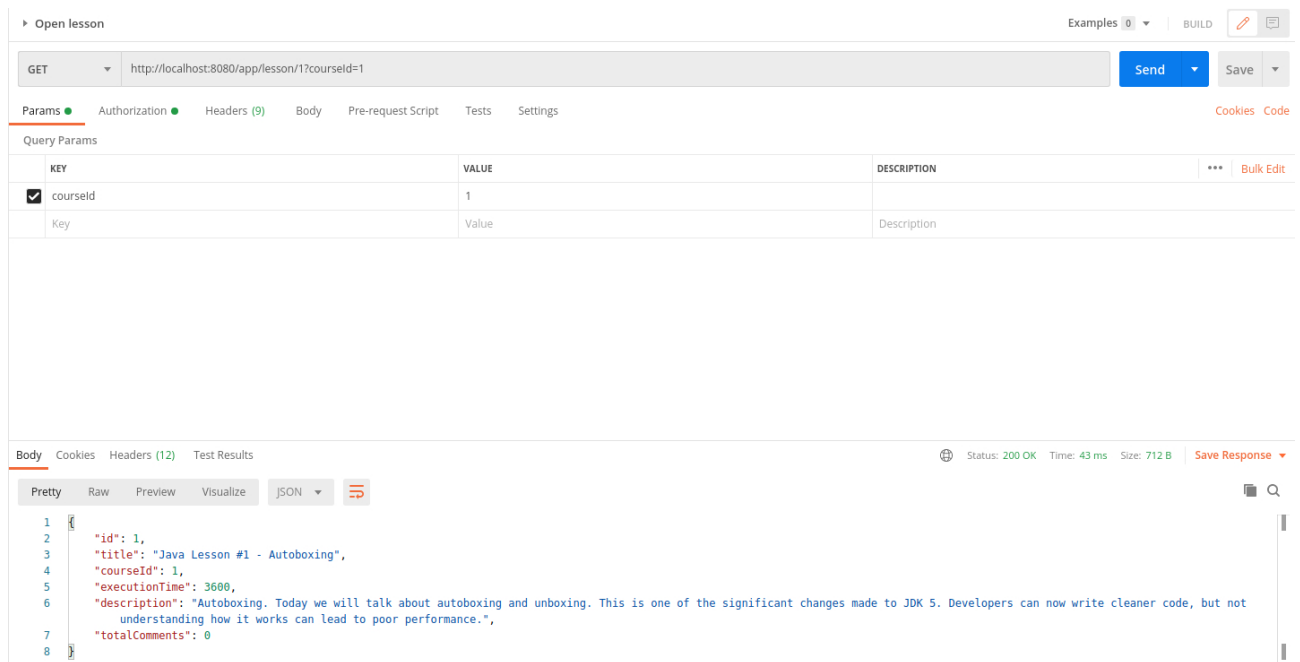 Open lesson Examples 0 BUILD
GET http://localhost:8080/app/lesson/1?courseId=1 Send Save
Params Authorization Headers (9) Body Pre-request Script Tests Settings Cookies Code
Query Params
KEY VALUE DESCRIPTION ••• Bulk Edit
courseId 1
Key Value Description
Body Cookies Headers (12) Test Results Status: 200 OK Time: 43 ms Size: 712 B Save Response
Pretty Raw Preview Visualize JSON
1 {
2 "id": 1,
3 "title": "Java Lesson #1 - Autoboxing",
4 "courseId": 1,
5 "executionTime": 3600,
6 "description": "Autoboxing. Today we will talk about autoboxing and unboxing. This is one of the significant changes made to JDK 5. Developers can now write cleaner code, but not
understanding how it works can lead to poor performance.",
7 "totalComments": 0
8 }